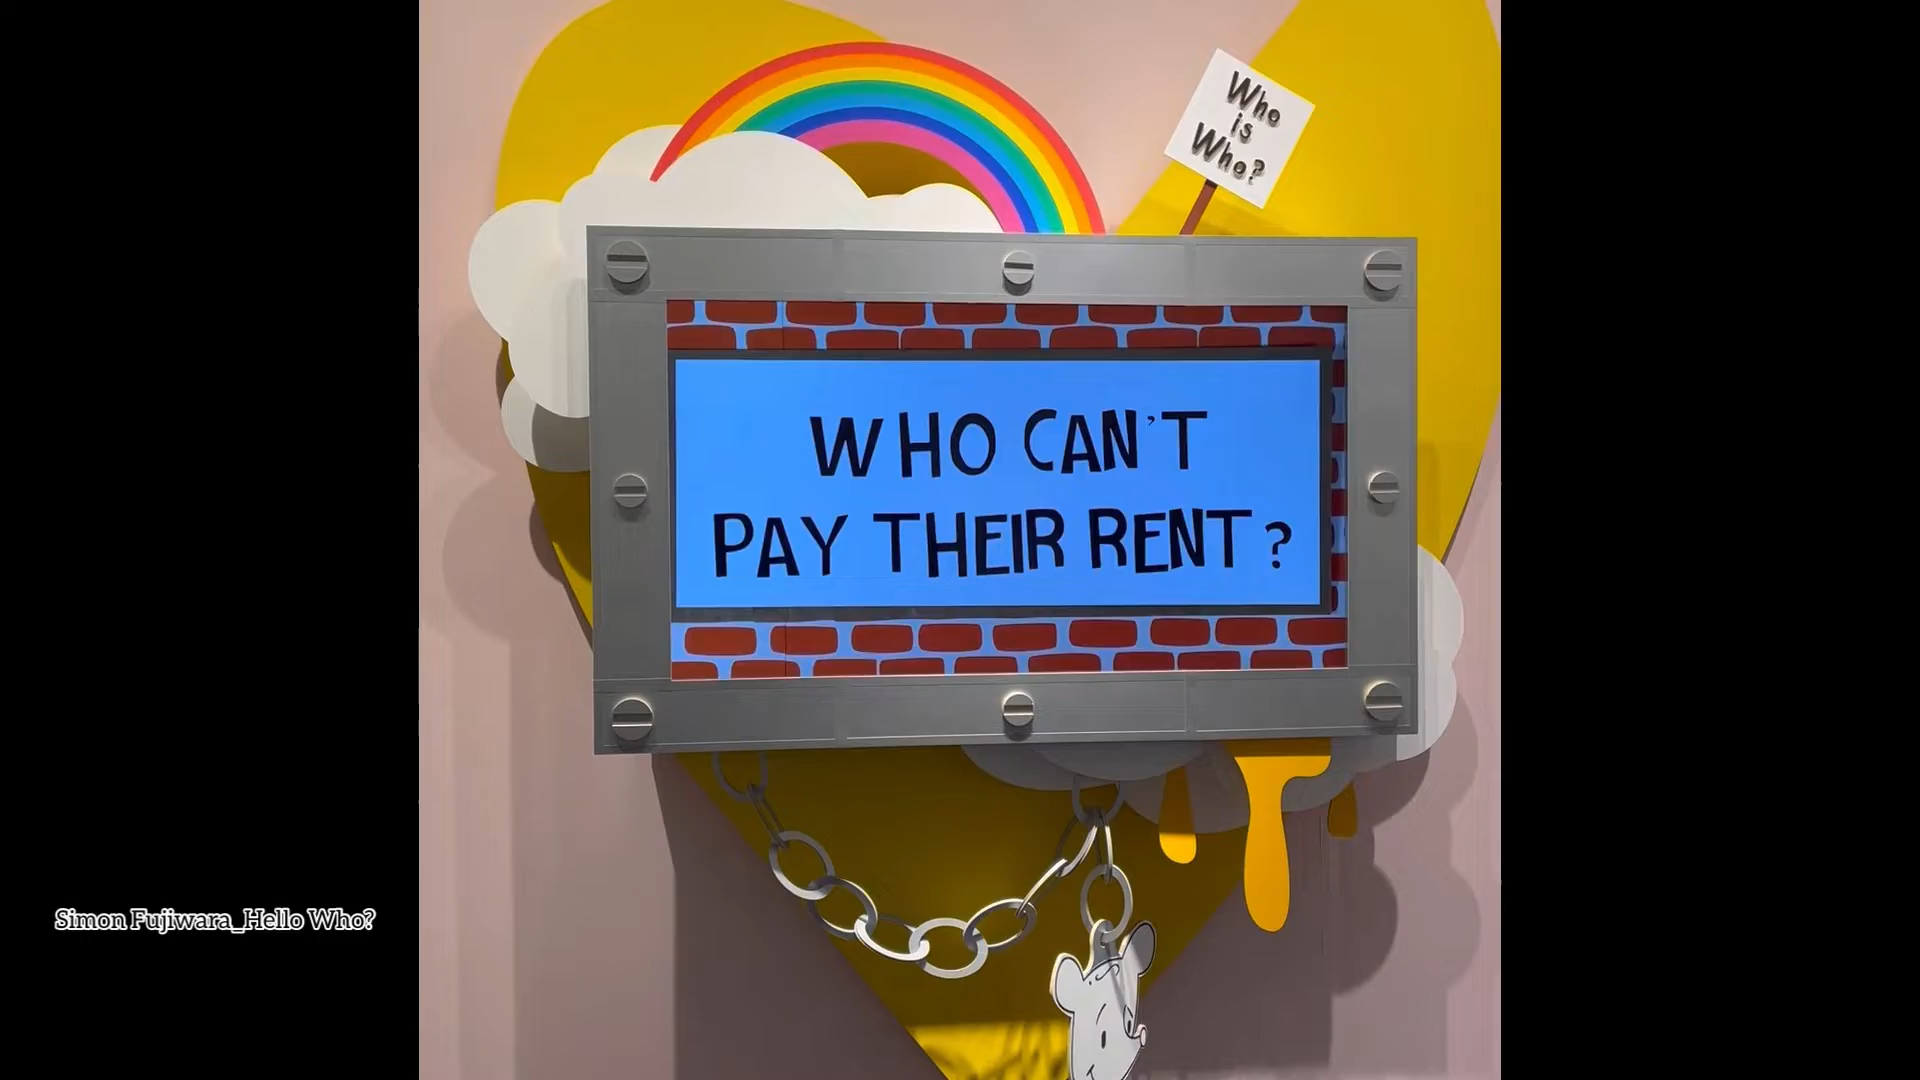 Who
is
Who?
WHO CAN'T
PAY THEIR RENT?
Simon Fujiwara_Hello Who?